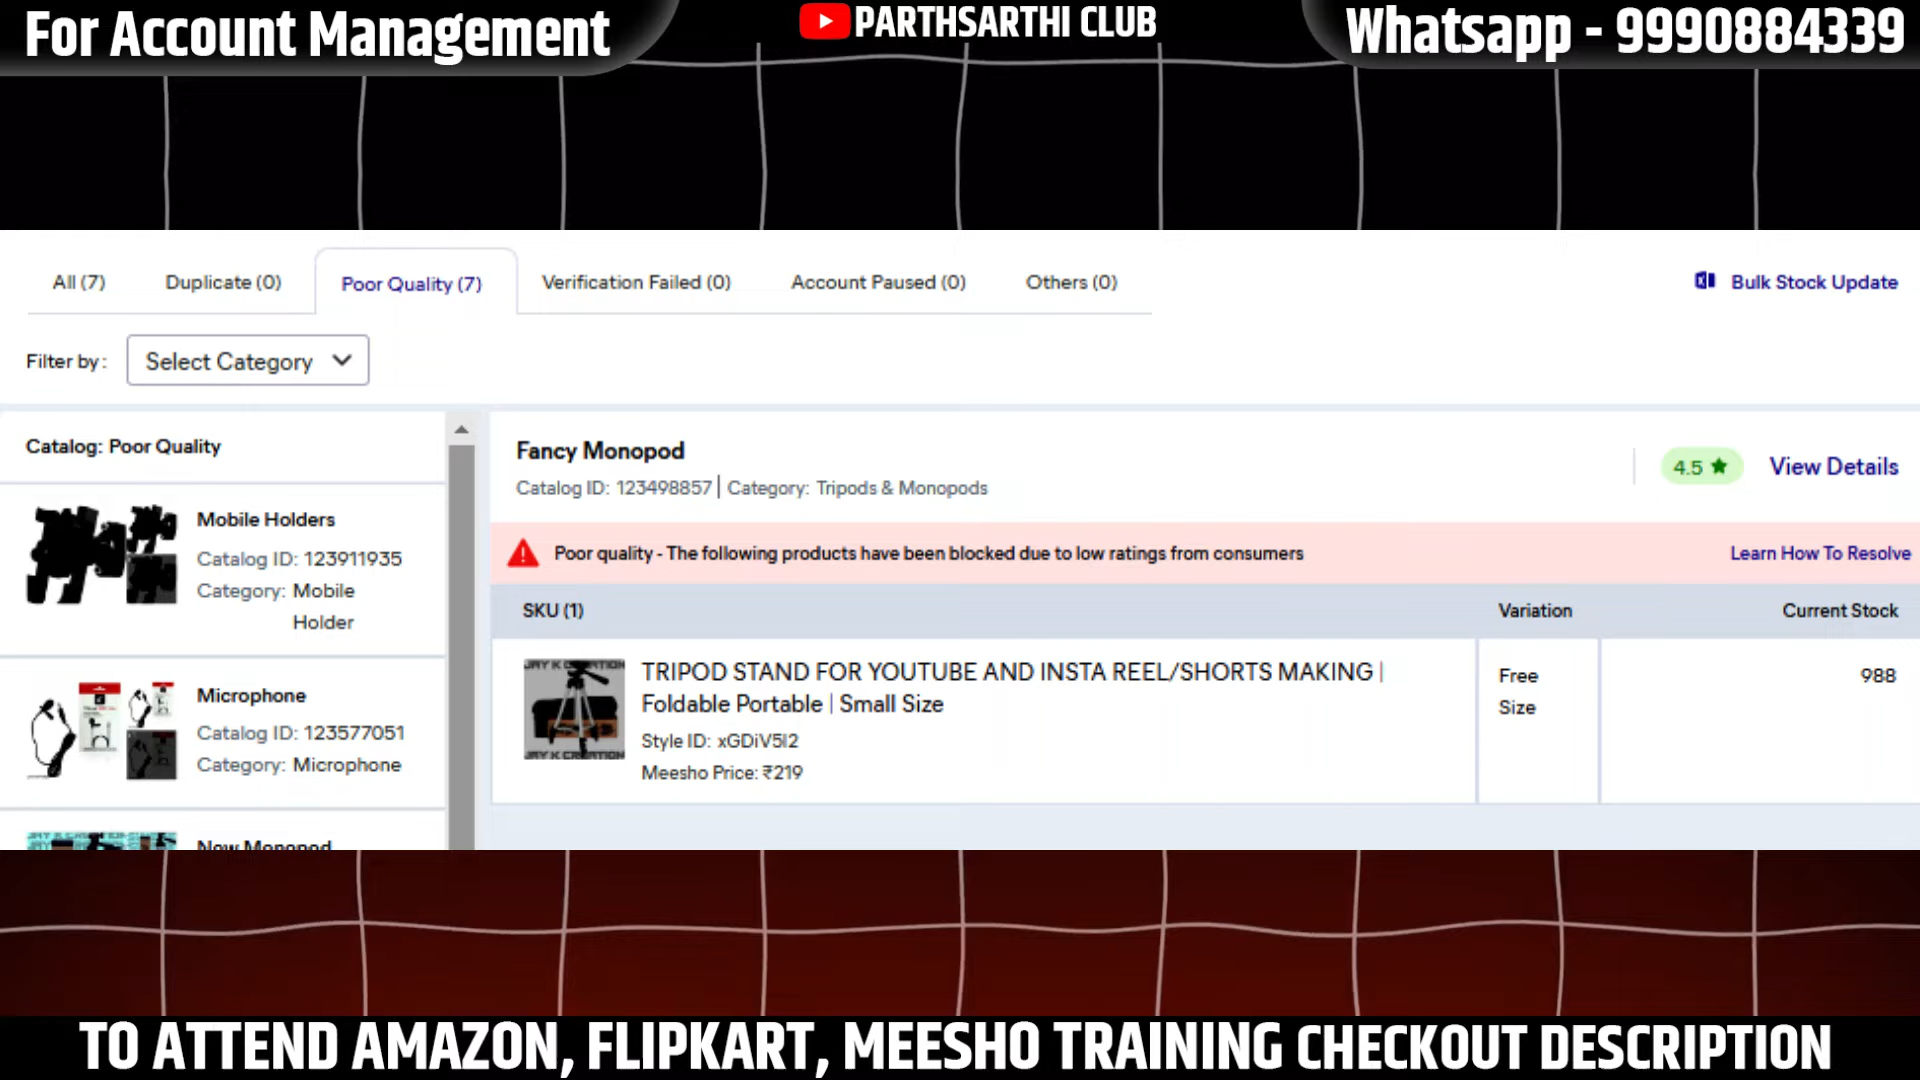 For Account Management
PARTHSARTHI CLUB
Whatsapp - 9990884339
All (7)
Duplicate (0)
Poor Quality (7)
Verification Failed (0)
Account Paused (0)
Others (0)
Bulk Stock Update
Filter by:
Select Category
Catalog: Poor Quality
Mobile Holders
Catalog ID: 123911935
Category: Mobile
Holder
Microphone
Catalog ID: 123577051
Category: Microphone
New Monopod
Fancy Monopod
Catalog ID: 123498857 | Category: Tripods & Monopods
4.5 ★
View Details
Poor quality - The following products have been blocked due to low ratings from consumers
Learn How To Resolve
SKU (1)
Variation
Current Stock
JAY K CREATION
TRIPOD STAND FOR YOUTUBE AND INSTA REEL/SHORTS MAKING |
Foldable Portable | Small Size
Style ID: xGDiV5I2
Meesho Price: ₹219
JAY K CREATION
Free
Size
988
TO ATTEND AMAZON, FLIPKART, MEESHO TRAINING CHECKOUT DESCRIPTION